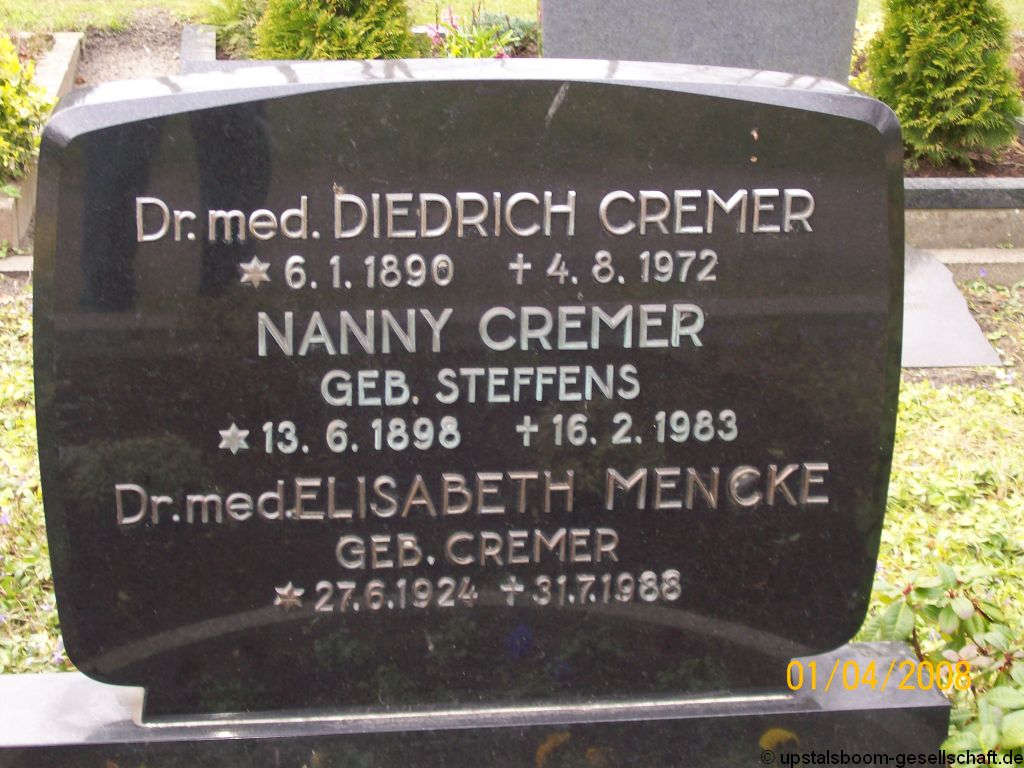 Dr. med. DIEDRICH CREMER
* 6. 1. 1890 † 4. 8. 1972
NANNY CREMER
GEB. STEFFENS
* 13. 6. 1898 † 16. 2. 1983
Dr. med. ELISABETH MENCKE
GEB. CREMER
* 27.6.1924 † 31.7.1988
01/04/2008
© upstalsboom-gesellschaft.de